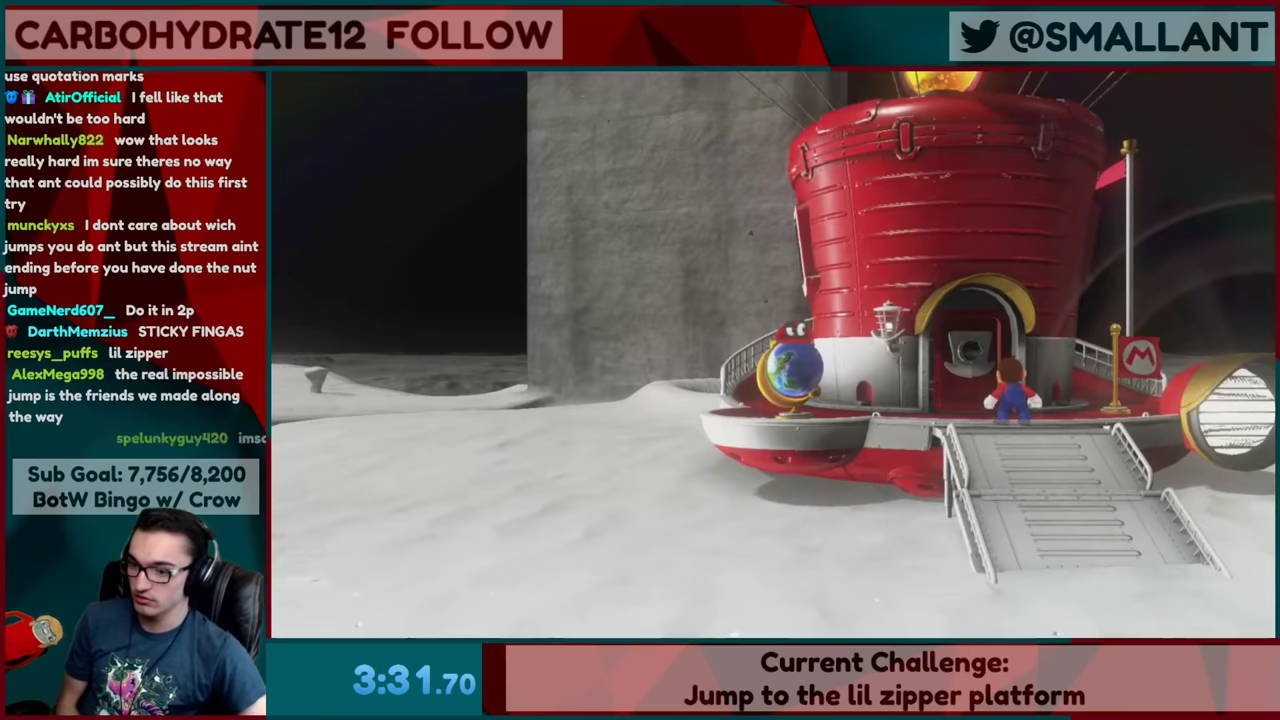 CARBOHYDRATE12 FOLLOW
@SMALLANT
use quotation marks
AtirOfficial I fell like that
wouldn't be too hard
Narwhally822 wow that looks
really hard im sure theres no way
that ant could possibly do thiis first
try
munckyxs I dont care about wich
jumps you do ant but this stream aint
ending before you have done the nut
jump
GameNerd607_ Do it in 2p
DarthMemzius STICKY FINGAS
reesys_puffs lil zipper
AlexMega998 the real impossible
jump is the friends we made along
the way
spelunkyguy420 imso
Sub Goal: 7,756/8,200
BotW Bingo w/ Crow
M
3:31.70
Current Challenge:
Jump to the lil zipper platform